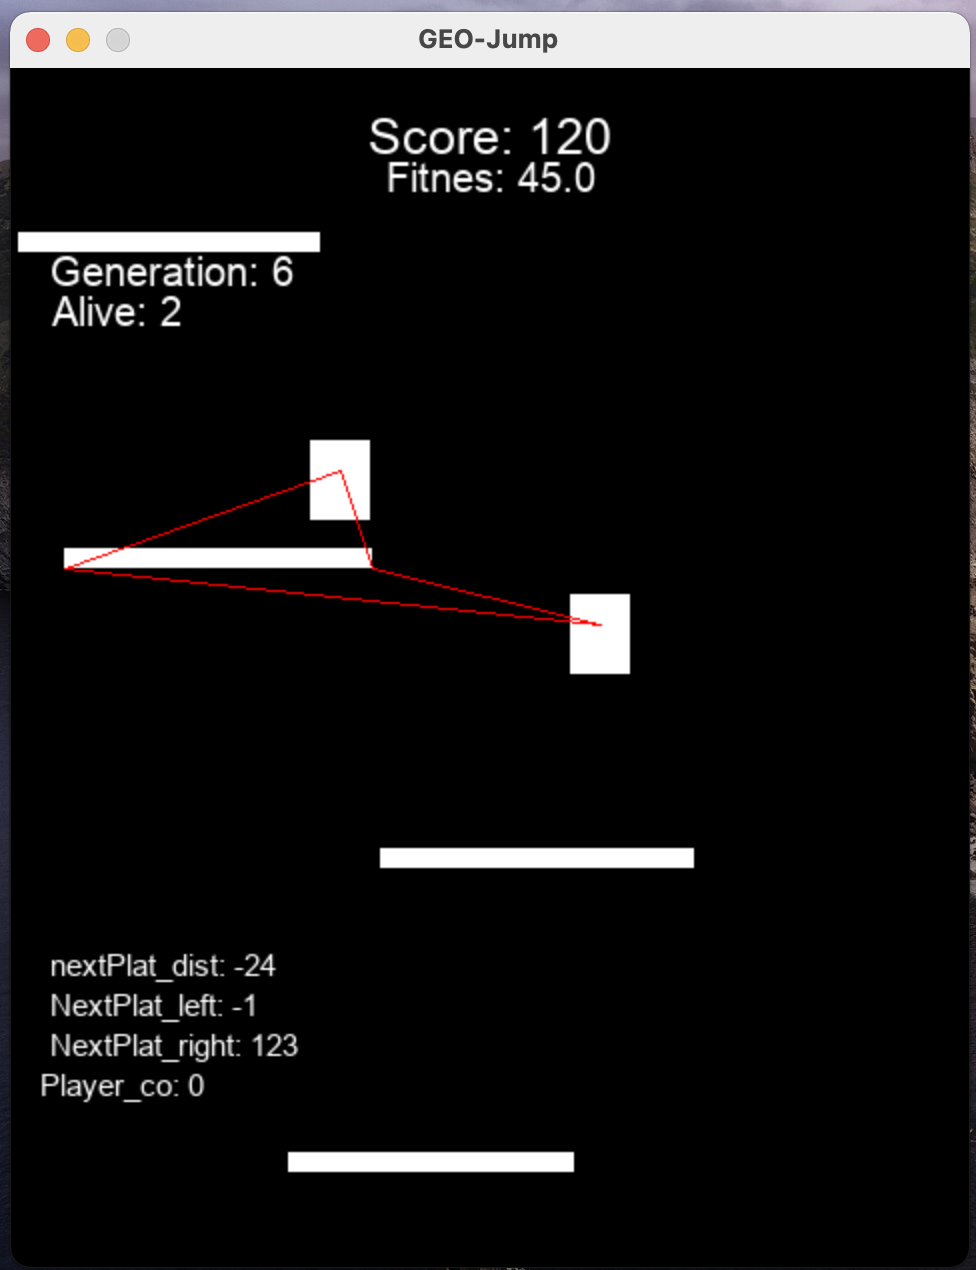 GEO-Jump
Score: 120
Fitnes: 45.0
Generation: 6
Alive: 2
nextPlat_dist: -24
NextPlat_left: -1
NextPlat_right: 123
Player_co: 0